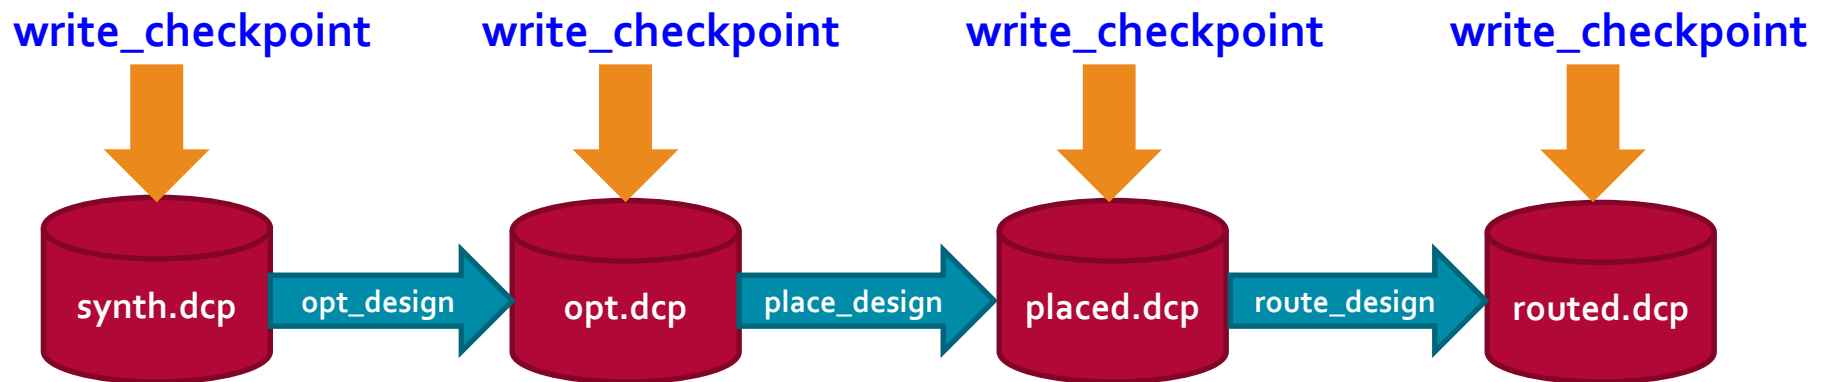 write_checkpoint write_checkpoint write_checkpoint write_checkpoint
synth.dcp opt_design opt.dcp place_design placed.dcp route_design routed.dcp